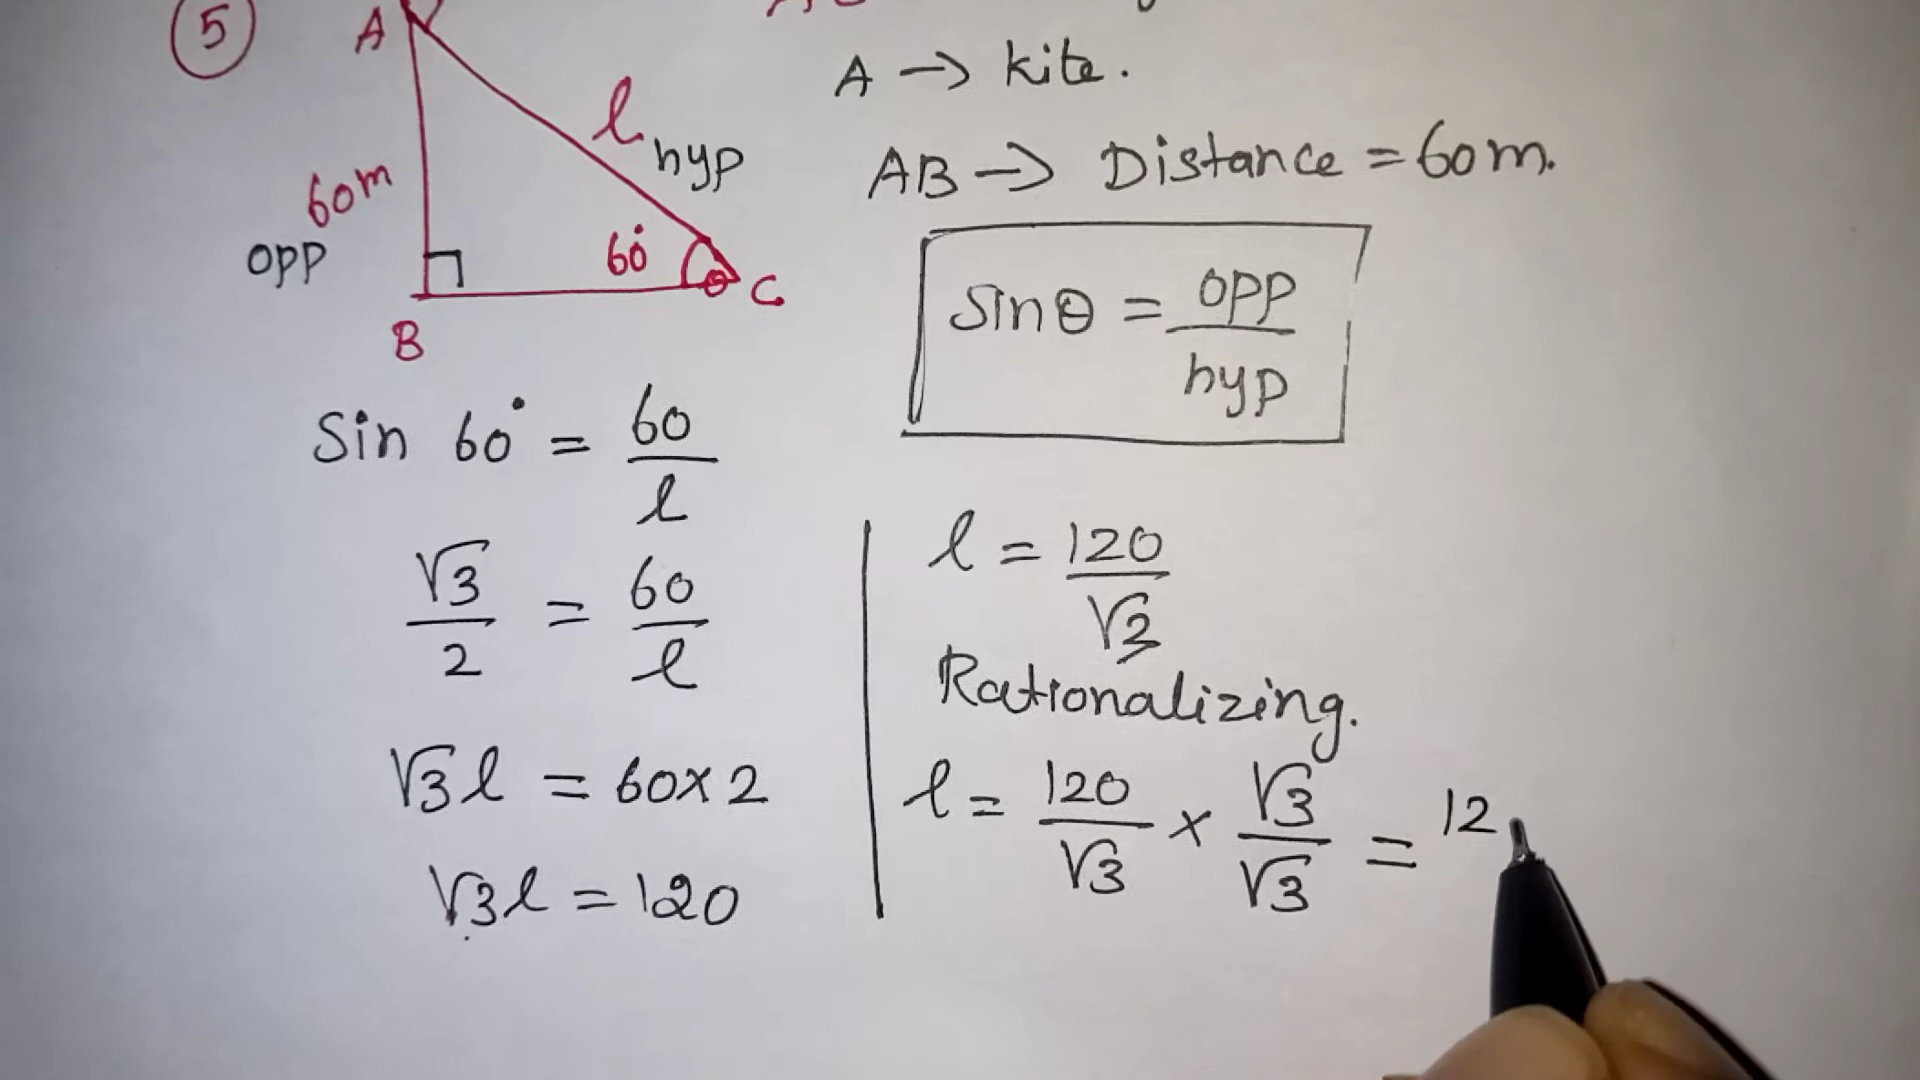 5
A
A → kite.
l
hyp
AB → Distance = 60m.
60m
opp
60°
θ
C
B
Sinθ = opp/hyp
Sin 60° = 60/l
√3/2 = 60/l
√3l = 60×2
√3l = 120
l = 120/√3
Rationalizing.
l = 120/√3 × √3/√3 = 12